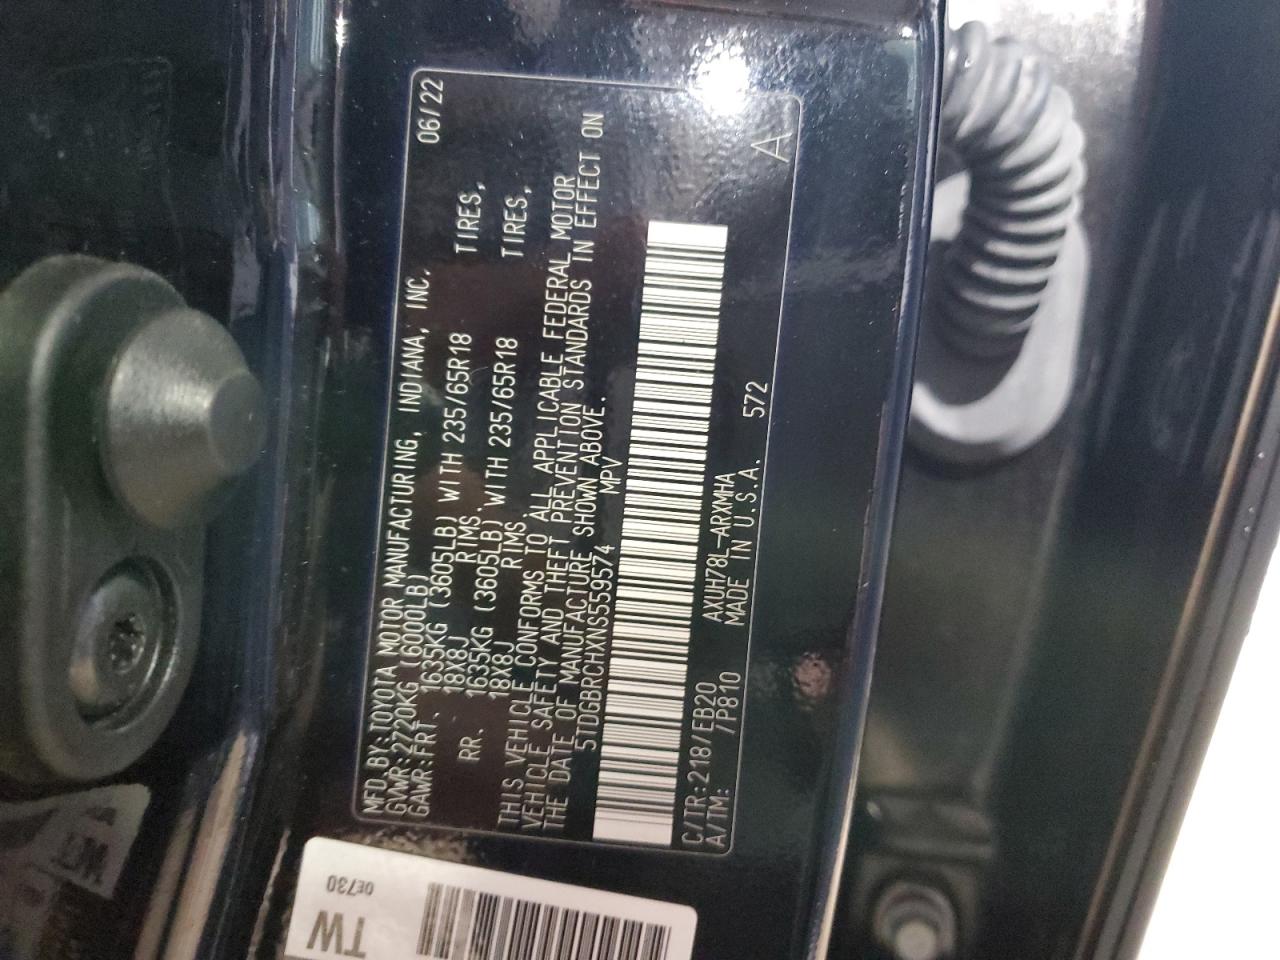 MFD.BY:TOYOTA MOTOR MANUFACTURING, INDIANA, INC. 06/22
GVWR:2720KG (6000LB)
GAWR:FRT. 1635KG (3605LB) WITH 235/65R18 TIRES,
18X8J RIMS,
RR. 1635KG (3605LB) WITH 235/65R18 TIRES,
18X8J RIMS.
THIS VEHICLE CONFORMS TO ALL APPLICABLE FEDERAL MOTOR
VEHICLE SAFETY AND THEFT PREVENTION STANDARDS IN EFFECT ON
THE DATE OF MANUFACTURE SHOWN ABOVE.
5TDGBRCHXNS559574 MPV
C/TR:218/EB20 AXUH78L-ARXMHA
A/TM: /P810 MADE IN U.S.A. 572
A
0E730
TW